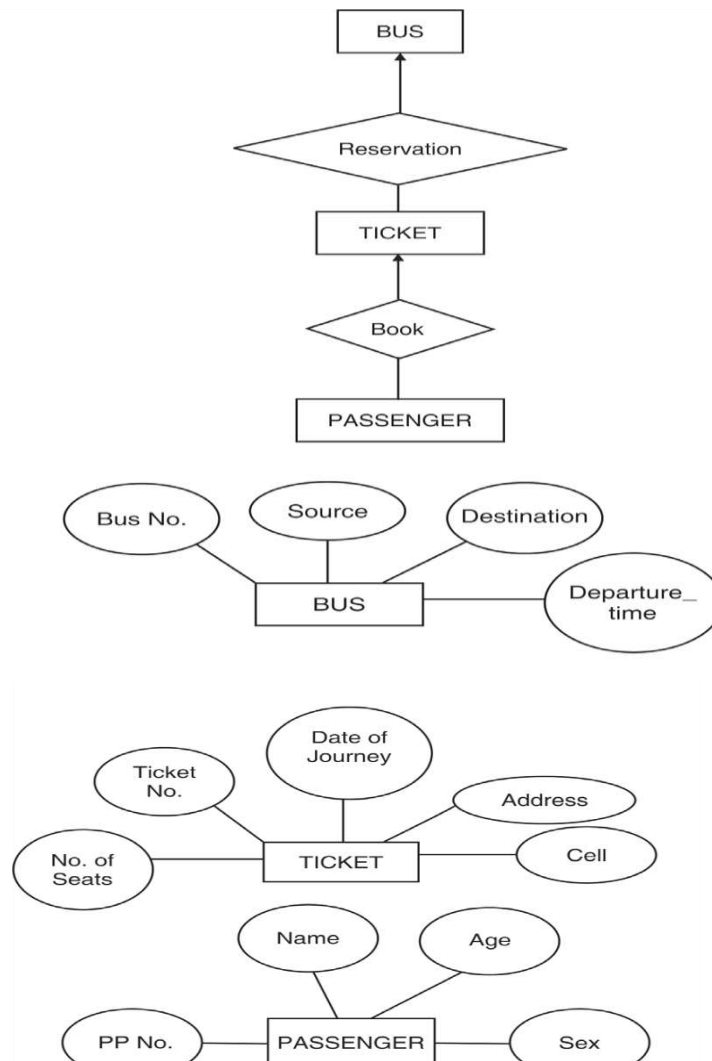 BUS
Reservation
TICKET
Book
PASSENGER
Bus No.
Source
Destination
BUS
Departure_
time
Date of
Journey
Ticket
No.
Address
No. of
Seats
TICKET
Cell
Name
Age
PP No.
PASSENGER
Sex